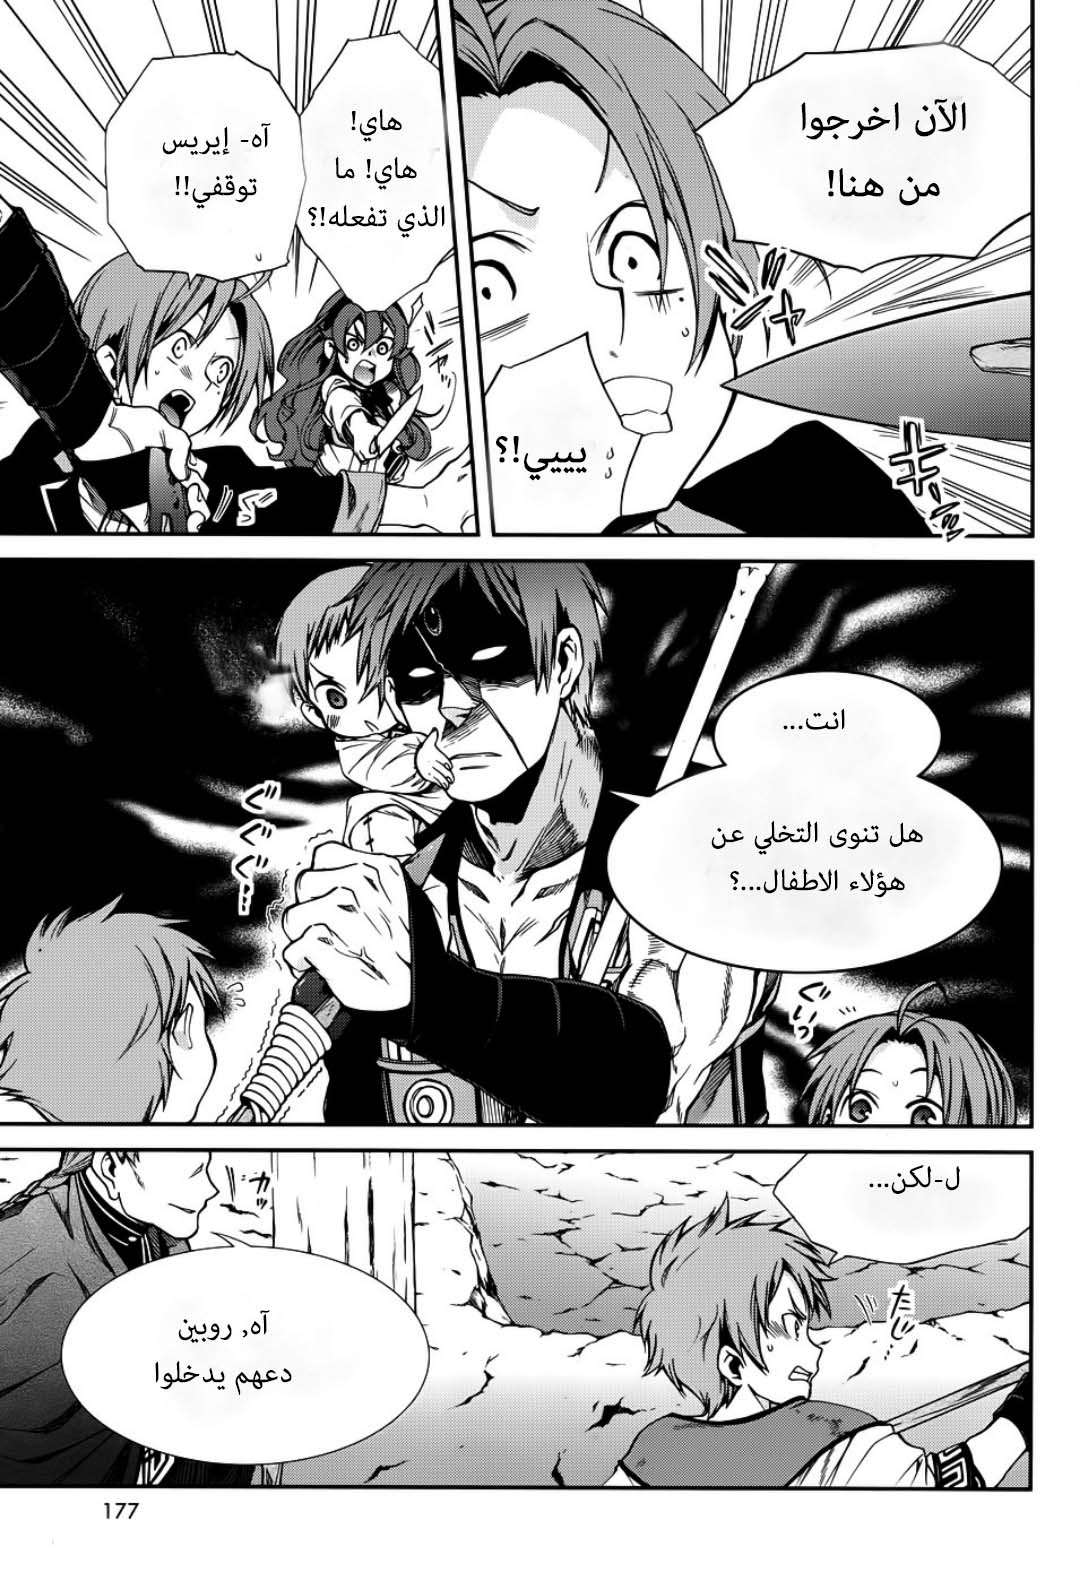 الآن اخرجوا
من هنا!
ييييي!؟
هاي!
هاي! ما
الذي تفعله!؟
آه- إيريس
توقفي!!
انت...
هل تنوى التخلي عن
هؤلاء الاطفال...؟
ل-لكن...
آه, روبين
دعهم يدخلوا
177